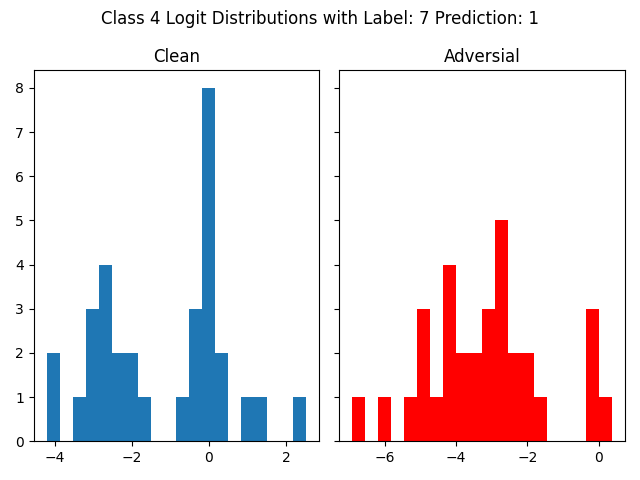 Class 4 Logit Distributions with Label: 7 Prediction: 1
Clean
Adversial
8
7
6
5
4
3
2
1
0
−4 −2 0 2
−6 −4 −2 0